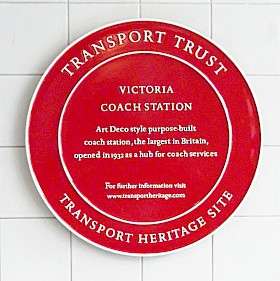 TRANSPORT TRUST
VICTORIA
COACH STATION
Art Deco style purpose-built
coach station, the largest in Britain,
opened in 1932 as a hub for coach services
For further information visit
www.transportheritage.com
TRANSPORT HERITAGE SITE